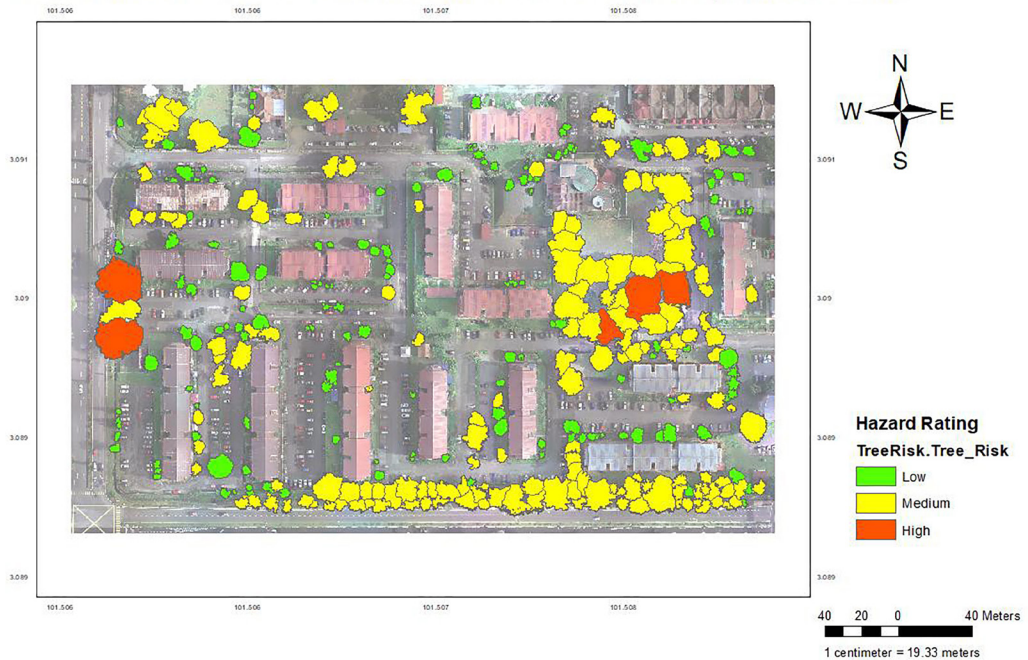 101.506 101.506 101.507 101.508
N
W E
S
3.091 3.091
3.09 3.09
3.089 3.089
3.089 3.089
101.506 101.506 101.507 101.508
Hazard Rating
TreeRisk.Tree_Risk
Low
Medium
High
40 20 0 40 Meters
1 centimeter = 19.33 meters